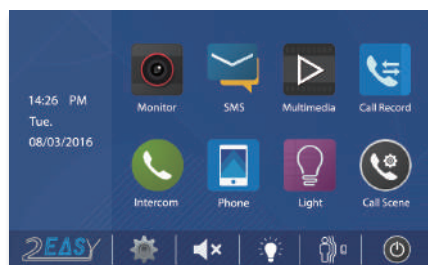 14:26 PM
Tue.
08/03/2016
Monitor
SMS
Multimedia
Call Record
Intercom
Phone
Light
Call Scene
2EASY